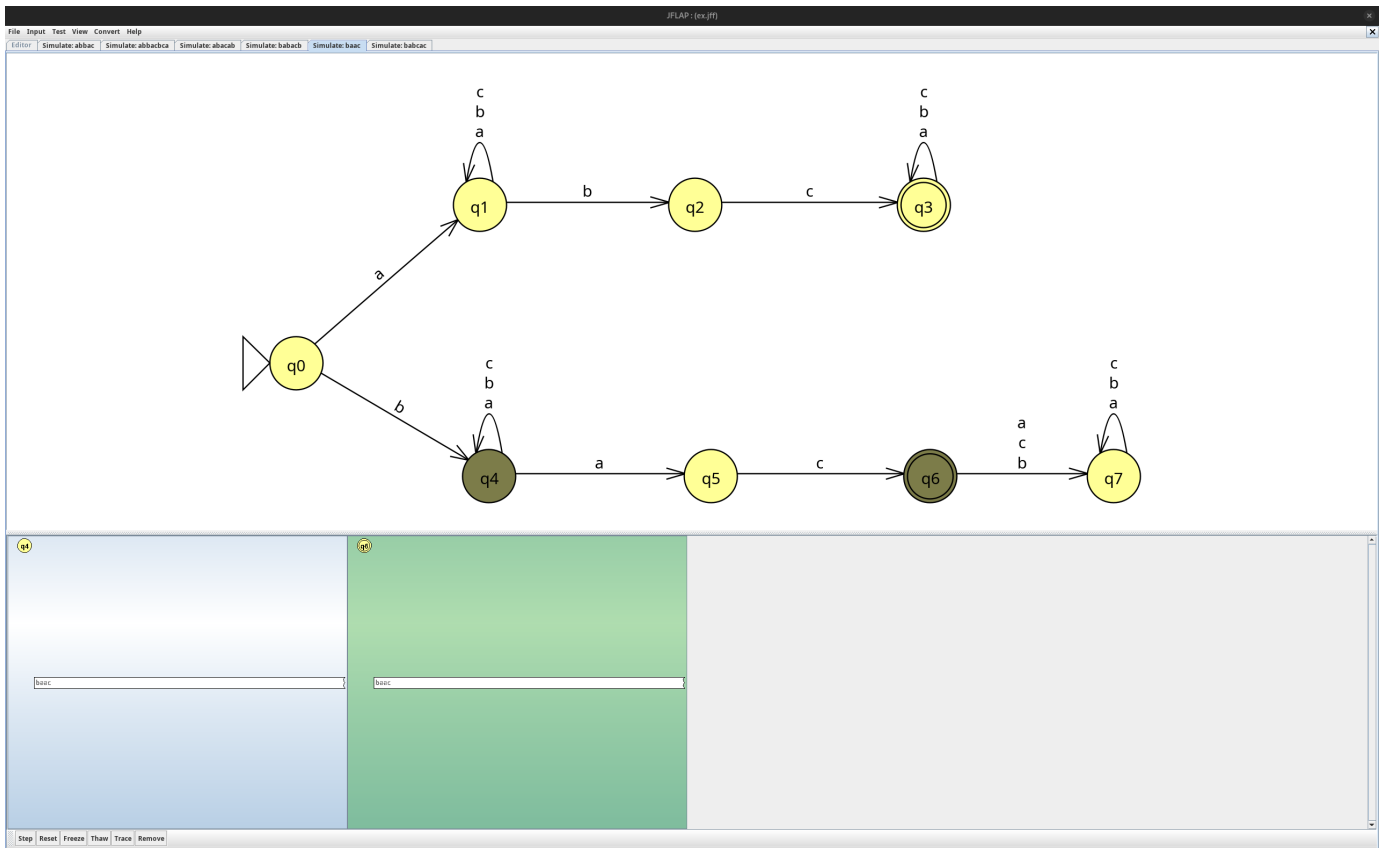 JFLAP : (ex.jff)
File Input Test View Convert Help
Editor Simulate: abbac Simulate: abbacbca Simulate: abacab Simulate: babacb Simulate: baac Simulate: babcac
c
b
a
c
b
a
q1
b
q2
c
q3
a
q0
b
c
b
a
a
c
b
c
b
a
q4
a
q5
c
q6
q7
q4
q6
baac
baac
Step Reset Freeze Thaw Trace Remove